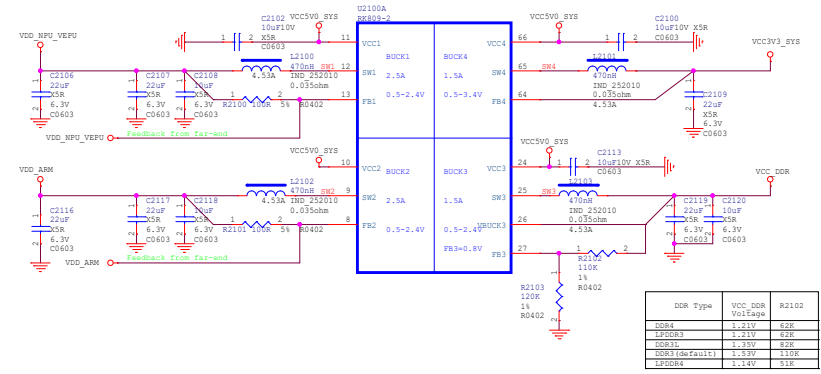 U2100A
RK809-2
VDD_NPU_VEPU
C2102
10uF10V
X5R
C0603
VCC5V0_SYS
11
VCC1
BUCK1
2.5A
0.5-2.4V
L2100
470nH
IND_252010
0.035ohm
4.53A
SW1
12
SW1
C2106
22uF
X5R
6.3V
C0603
C2107
22uF
X5R
6.3V
C0603
C2108
10uF
X5R
6.3V
C0603
R2100 100R 5% R0402
13
FB1
VDD_NPU_VEPU
Feedback from far-end
VCC5V0_SYS
66
VCC4
BUCK4
1.5A
0.5-3.4V
C2100
10uF10V X5R
C0603
65
SW4
SW4
L2101
470nH
IND_252010
0.035ohm
4.53A
VCC3V3_SYS
64
FB4
C2109
22uF
X5R
6.3V
C0603
VDD_ARM
VCC5V0_SYS
10
VCC2
BUCK2
2.5A
0.5-2.4V
L2102
470nH
IND_252010
0.035ohm
4.53A
SW2
9
SW2
C2116
22uF
X5R
6.3V
C0603
C2117
22uF
X5R
6.3V
C0603
C2118
10uF
X5R
6.3V
C0603
R2101 100R 5% R0402
8
FB2
VDD_ARM
Feedback from far-end
VCC5V0_SYS
24
VCC3
BUCK3
1.5A
0.5-2.4V
FB3=0.8V
C2113
10uF10V X5R
C0603
25
SW3
SW3
L2103
470nH
IND_252010
0.035ohm
4.53A
VCC_DDR
26
VBUCK3
27
FB3
C2119
22uF
X5R
6.3V
C0603
C2120
10uF
X5R
6.3V
C0603
R2102
110K
1%
R0402
R2103
120K
1%
R0402
DDR Type VCC_DDR Voltage R2102
DDR4 1.21V 62K
LPDDR3 1.21V 62K
DDR3L 1.35V 82K
DDR3(default) 1.53V 110K
LPDDR4 1.14V 51K